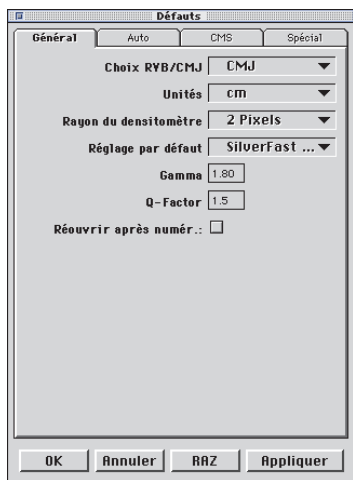 Défauts
Général Auto CMS Spécial
Choix RVB/CMJ CMJ
Unités cm
Rayon du densitomètre 2 Pixels
Réglage par défaut SilverFast ...
Gamma 1.80
Q-Factor 1.5
Réouvrir après numér.:
OK Annuler RAZ Appliquer